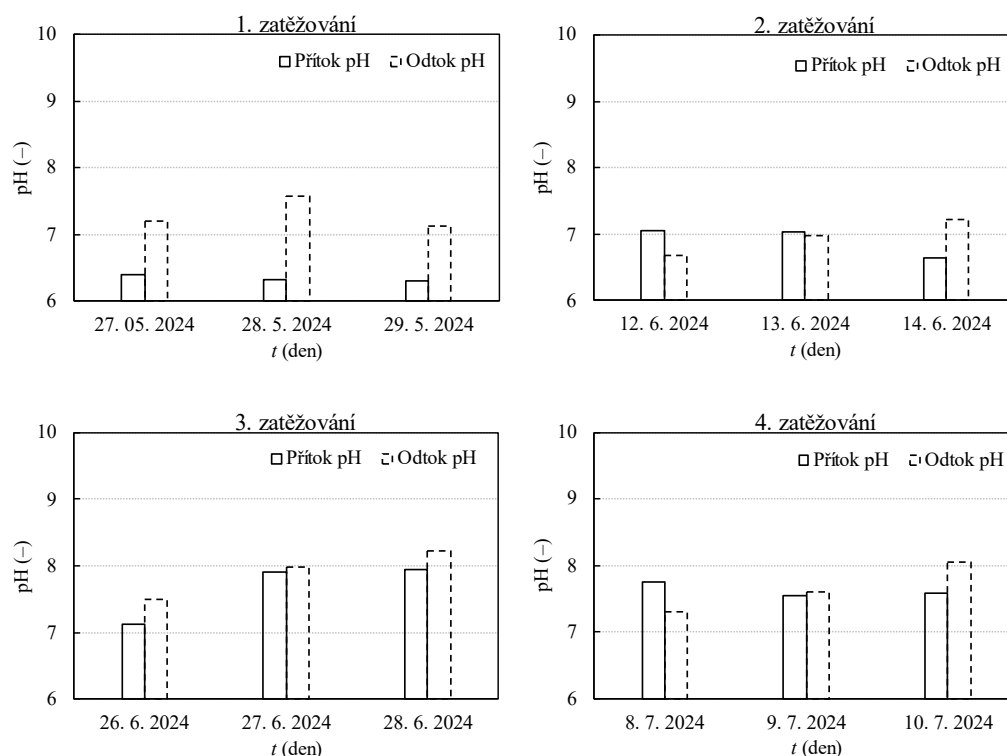 1. zatěžování
10
Přítok pH Odtok pH
9
8
7
6
pH (–)
27. 05. 2024 28. 5. 2024 29. 5. 2024
t (den)
2. zatěžování
10
Přítok pH Odtok pH
9
8
7
6
pH (–)
12. 6. 2024 13. 6. 2024 14. 6. 2024
t (den)
3. zatěžování
10
Přítok pH Odtok pH
9
8
7
6
pH (–)
26. 6. 2024 27. 6. 2024 28. 6. 2024
t (den)
4. zatěžování
10
Přítok pH Odtok pH
9
8
7
6
pH (–)
8. 7. 2024 9. 7. 2024 10. 7. 2024
t (den)